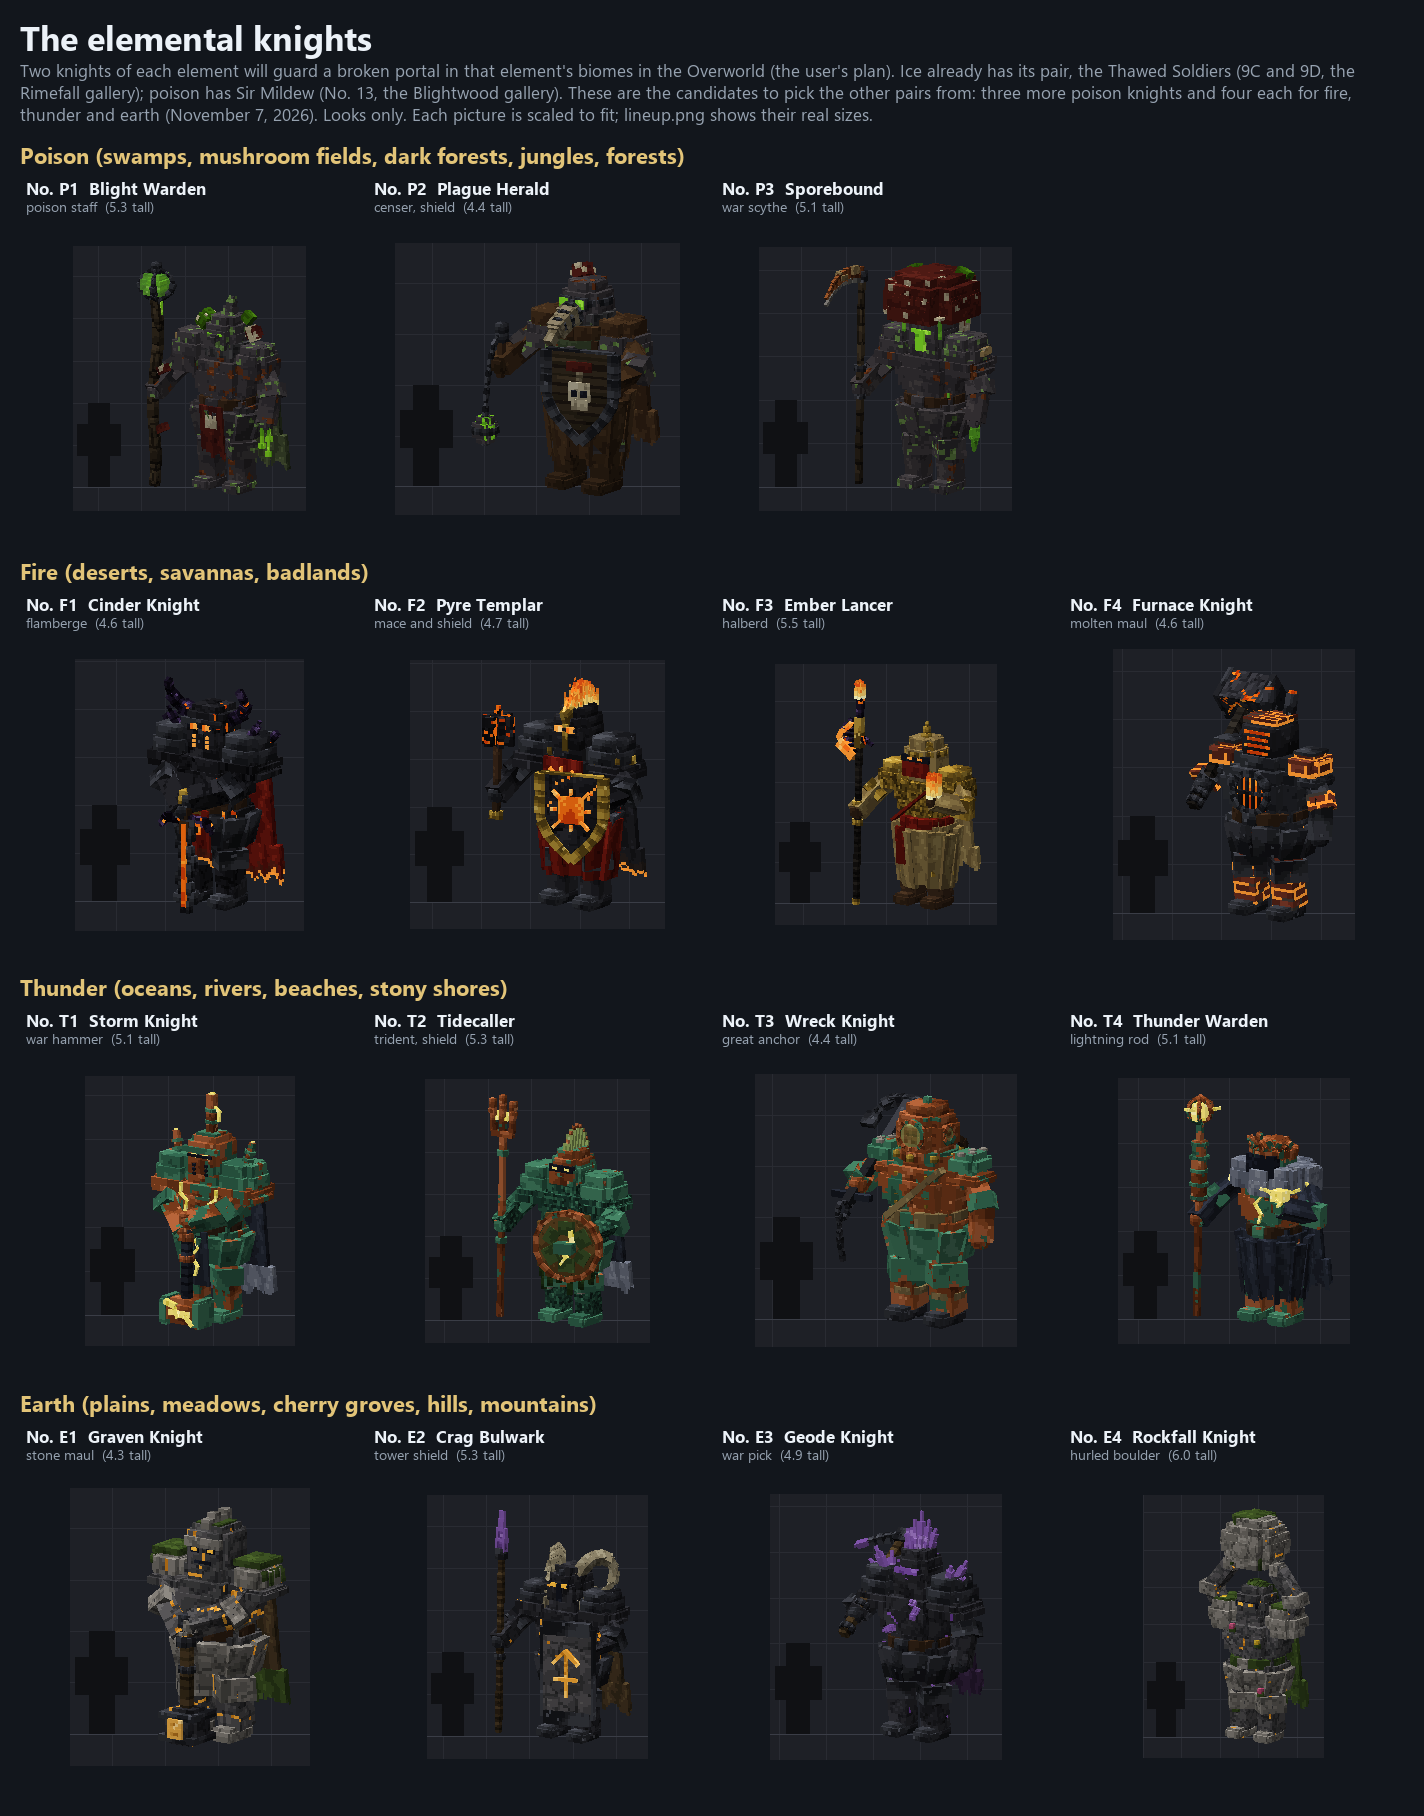 The elemental knights
Two knights of each element will guard a broken portal in that element's biomes in the Overworld (the user's plan). Ice already has its pair, the Thawed Soldiers (9C and 9D, the
Rimefall gallery); poison has Sir Mildew (No. 13, the Blightwood gallery). These are the candidates to pick the other pairs from: three more poison knights and four each for fire,
thunder and earth (November 7, 2026). Looks only. Each picture is scaled to fit; lineup.png shows their real sizes.
Poison (swamps, mushroom fields, dark forests, jungles, forests)
No. P1 Blight Warden
poison staff (5.3 tall)
No. P2 Plague Herald
censer, shield (4.4 tall)
No. P3 Sporebound
war scythe (5.1 tall)
Fire (deserts, savannas, badlands)
No. F1 Cinder Knight
flamberge (4.6 tall)
No. F2 Pyre Templar
mace and shield (4.7 tall)
No. F3 Ember Lancer
halberd (5.5 tall)
No. F4 Furnace Knight
molten maul (4.6 tall)
Thunder (oceans, rivers, beaches, stony shores)
No. T1 Storm Knight
war hammer (5.1 tall)
No. T2 Tidecaller
trident, shield (5.3 tall)
No. T3 Wreck Knight
great anchor (4.4 tall)
No. T4 Thunder Warden
lightning rod (5.1 tall)
Earth (plains, meadows, cherry groves, hills, mountains)
No. E1 Graven Knight
stone maul (4.3 tall)
No. E2 Crag Bulwark
tower shield (5.3 tall)
No. E3 Geode Knight
war pick (4.9 tall)
No. E4 Rockfall Knight
hurled boulder (6.0 tall)